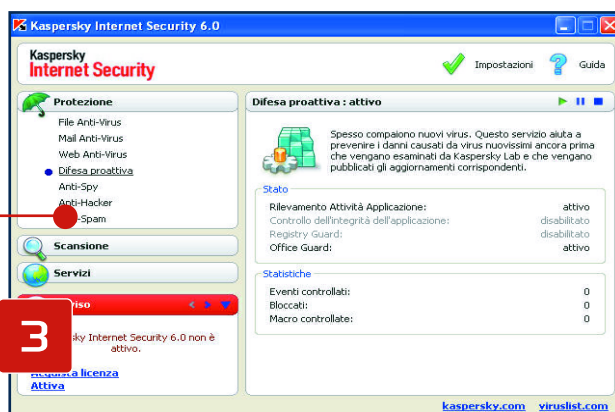 Kaspersky Internet Security 6.0
Kaspersky
Internet Security
Impostazioni
Guida
Protezione
File Anti-Virus
Mail Anti-Virus
Web Anti-Virus
Difesa proattiva
Anti-Spy
Anti-Hacker
-Spam
Scansione
Servizi
3
Internet Security 6.0 non è
attivo.
licenza
Attiva
Difesa proattiva : attivo
Spesso compaiono nuovi virus. Questo servizio aiuta a
prevenire i danni causati da virus nuovissimi ancora prima
che vengano esaminati da Kaspersky Lab e che vengano
pubblicati gli aggiornamenti corrispondenti.
Stato
Rilevamento Attività Applicazione: attivo
Controllo dell'integrità dell'applicazione: disabilitato
Registry Guard: disabilitato
Office Guard: attivo
Statistiche
Eventi controllati: 0
Bloccati: 0
Macro controllate: 0
kaspersky.com viruslist.com